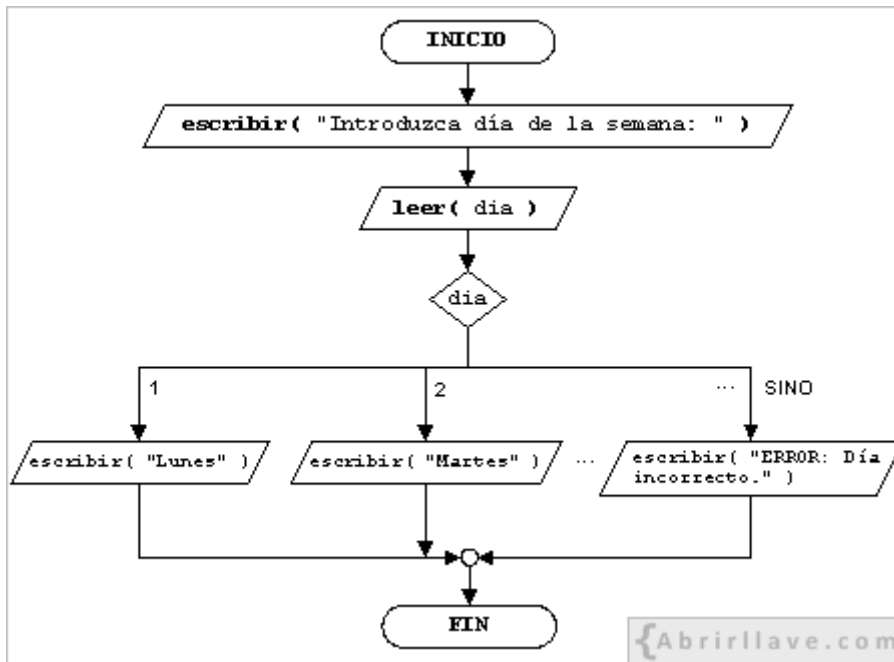 INICIO
escribir( "Introduzca día de la semana: " )
leer( dia )
dia
1
2
... SINO
escribir( "Lunes" )
escribir( "Martes" )
...
escribir( "ERROR: Día
incorrecto." )
FIN
{Abrirllave.com